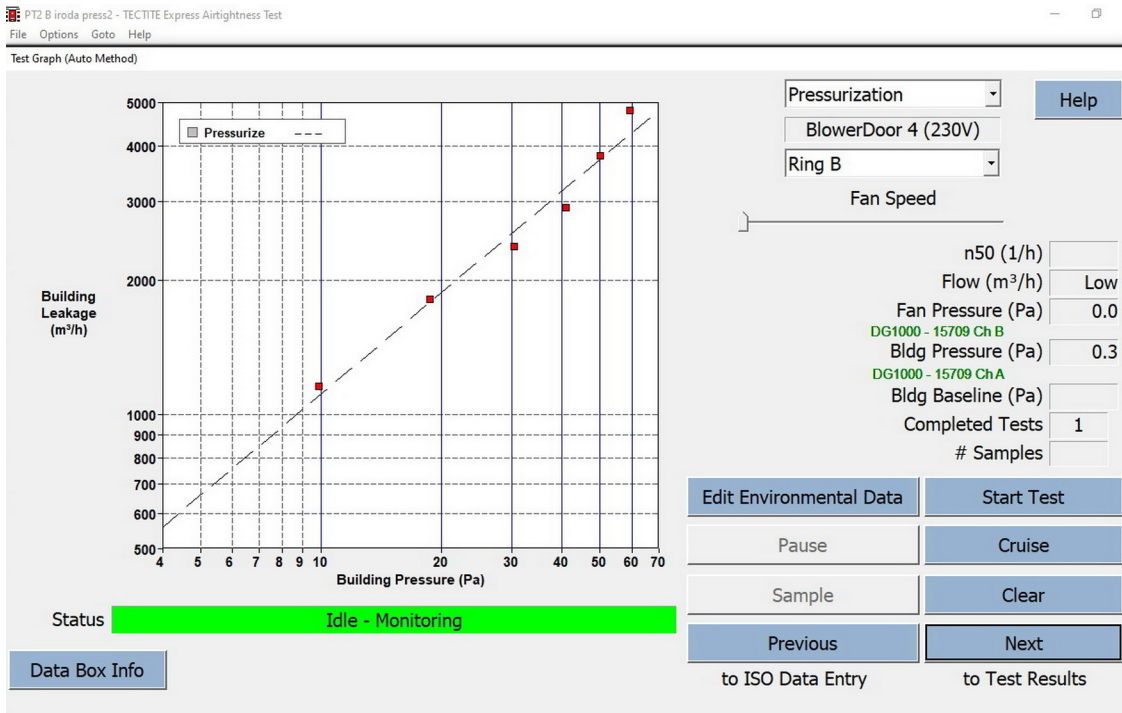 PT2 B iroda press2 - TECTITE Express Airtightness Test
File Options Goto Help
Test Graph (Auto Method)
5000
4000
3000
2000
1000
900
800
700
600
500
Pressurize
Building
Leakage
(m³/h)
4 5 6 7 8 9 10 20 30 40 50 60 70
Building Pressure (Pa)
Status Idle - Monitoring
Data Box Info
Pressurization
Help
BlowerDoor 4 (230V)
Ring B
Fan Speed
n50 (1/h)
Flow (m³/h) Low
Fan Pressure (Pa) 0.0
DG1000 - 15709 Ch B
Bldg Pressure (Pa) 0.3
DG1000 - 15709 Ch A
Bldg Baseline (Pa)
Completed Tests 1
# Samples
Edit Environmental Data Start Test
Pause Cruise
Sample Clear
Previous Next
to ISO Data Entry to Test Results